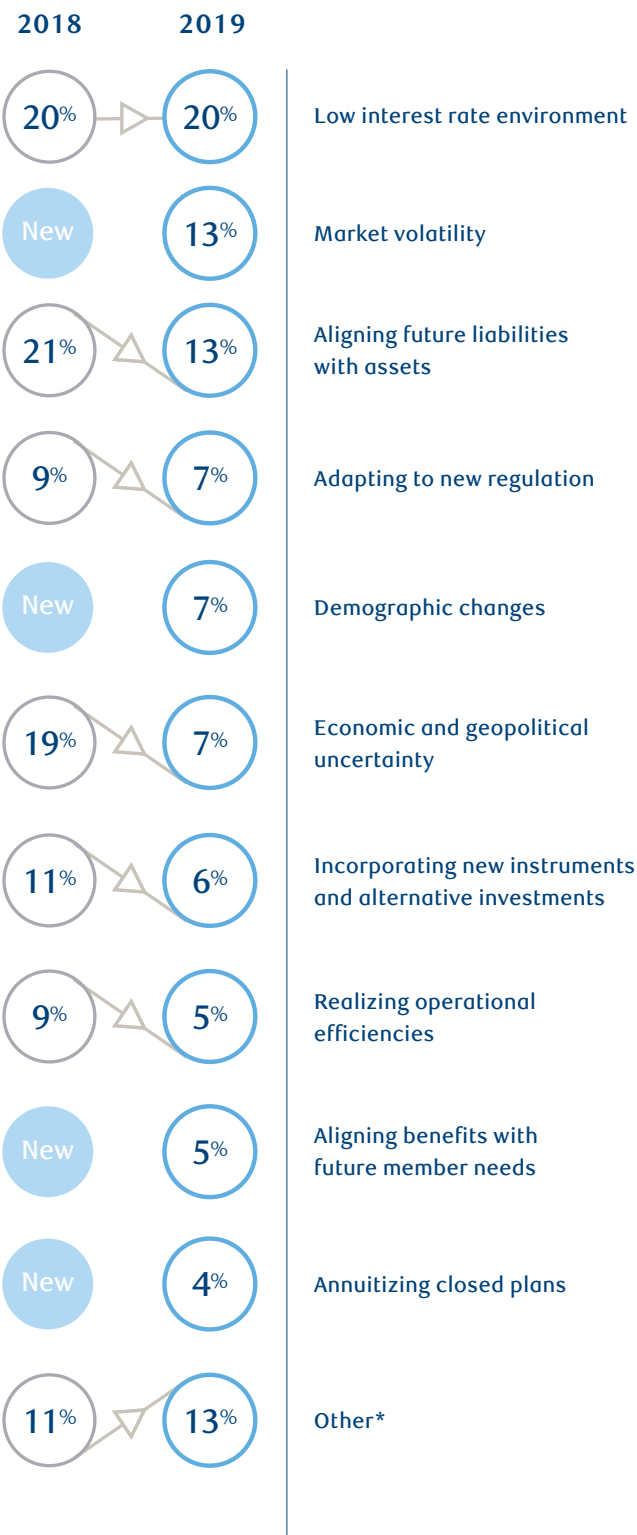 2018 2019
20% 20% Low interest rate environment
New 13% Market volatility
21% 13% Aligning future liabilities
with assets
9% 7% Adapting to new regulation
New 7% Demographic changes
19% 7% Economic and geopolitical
uncertainty
11% 6% Incorporating new instruments
and alternative investments
9% 5% Realizing operational
efficiencies
New 5% Aligning benefits with
future member needs
New 4% Annuitizing closed plans
11% 13% Other*